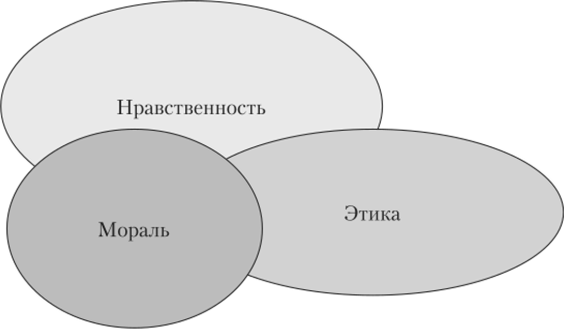 Нравственность
Этика
Мораль